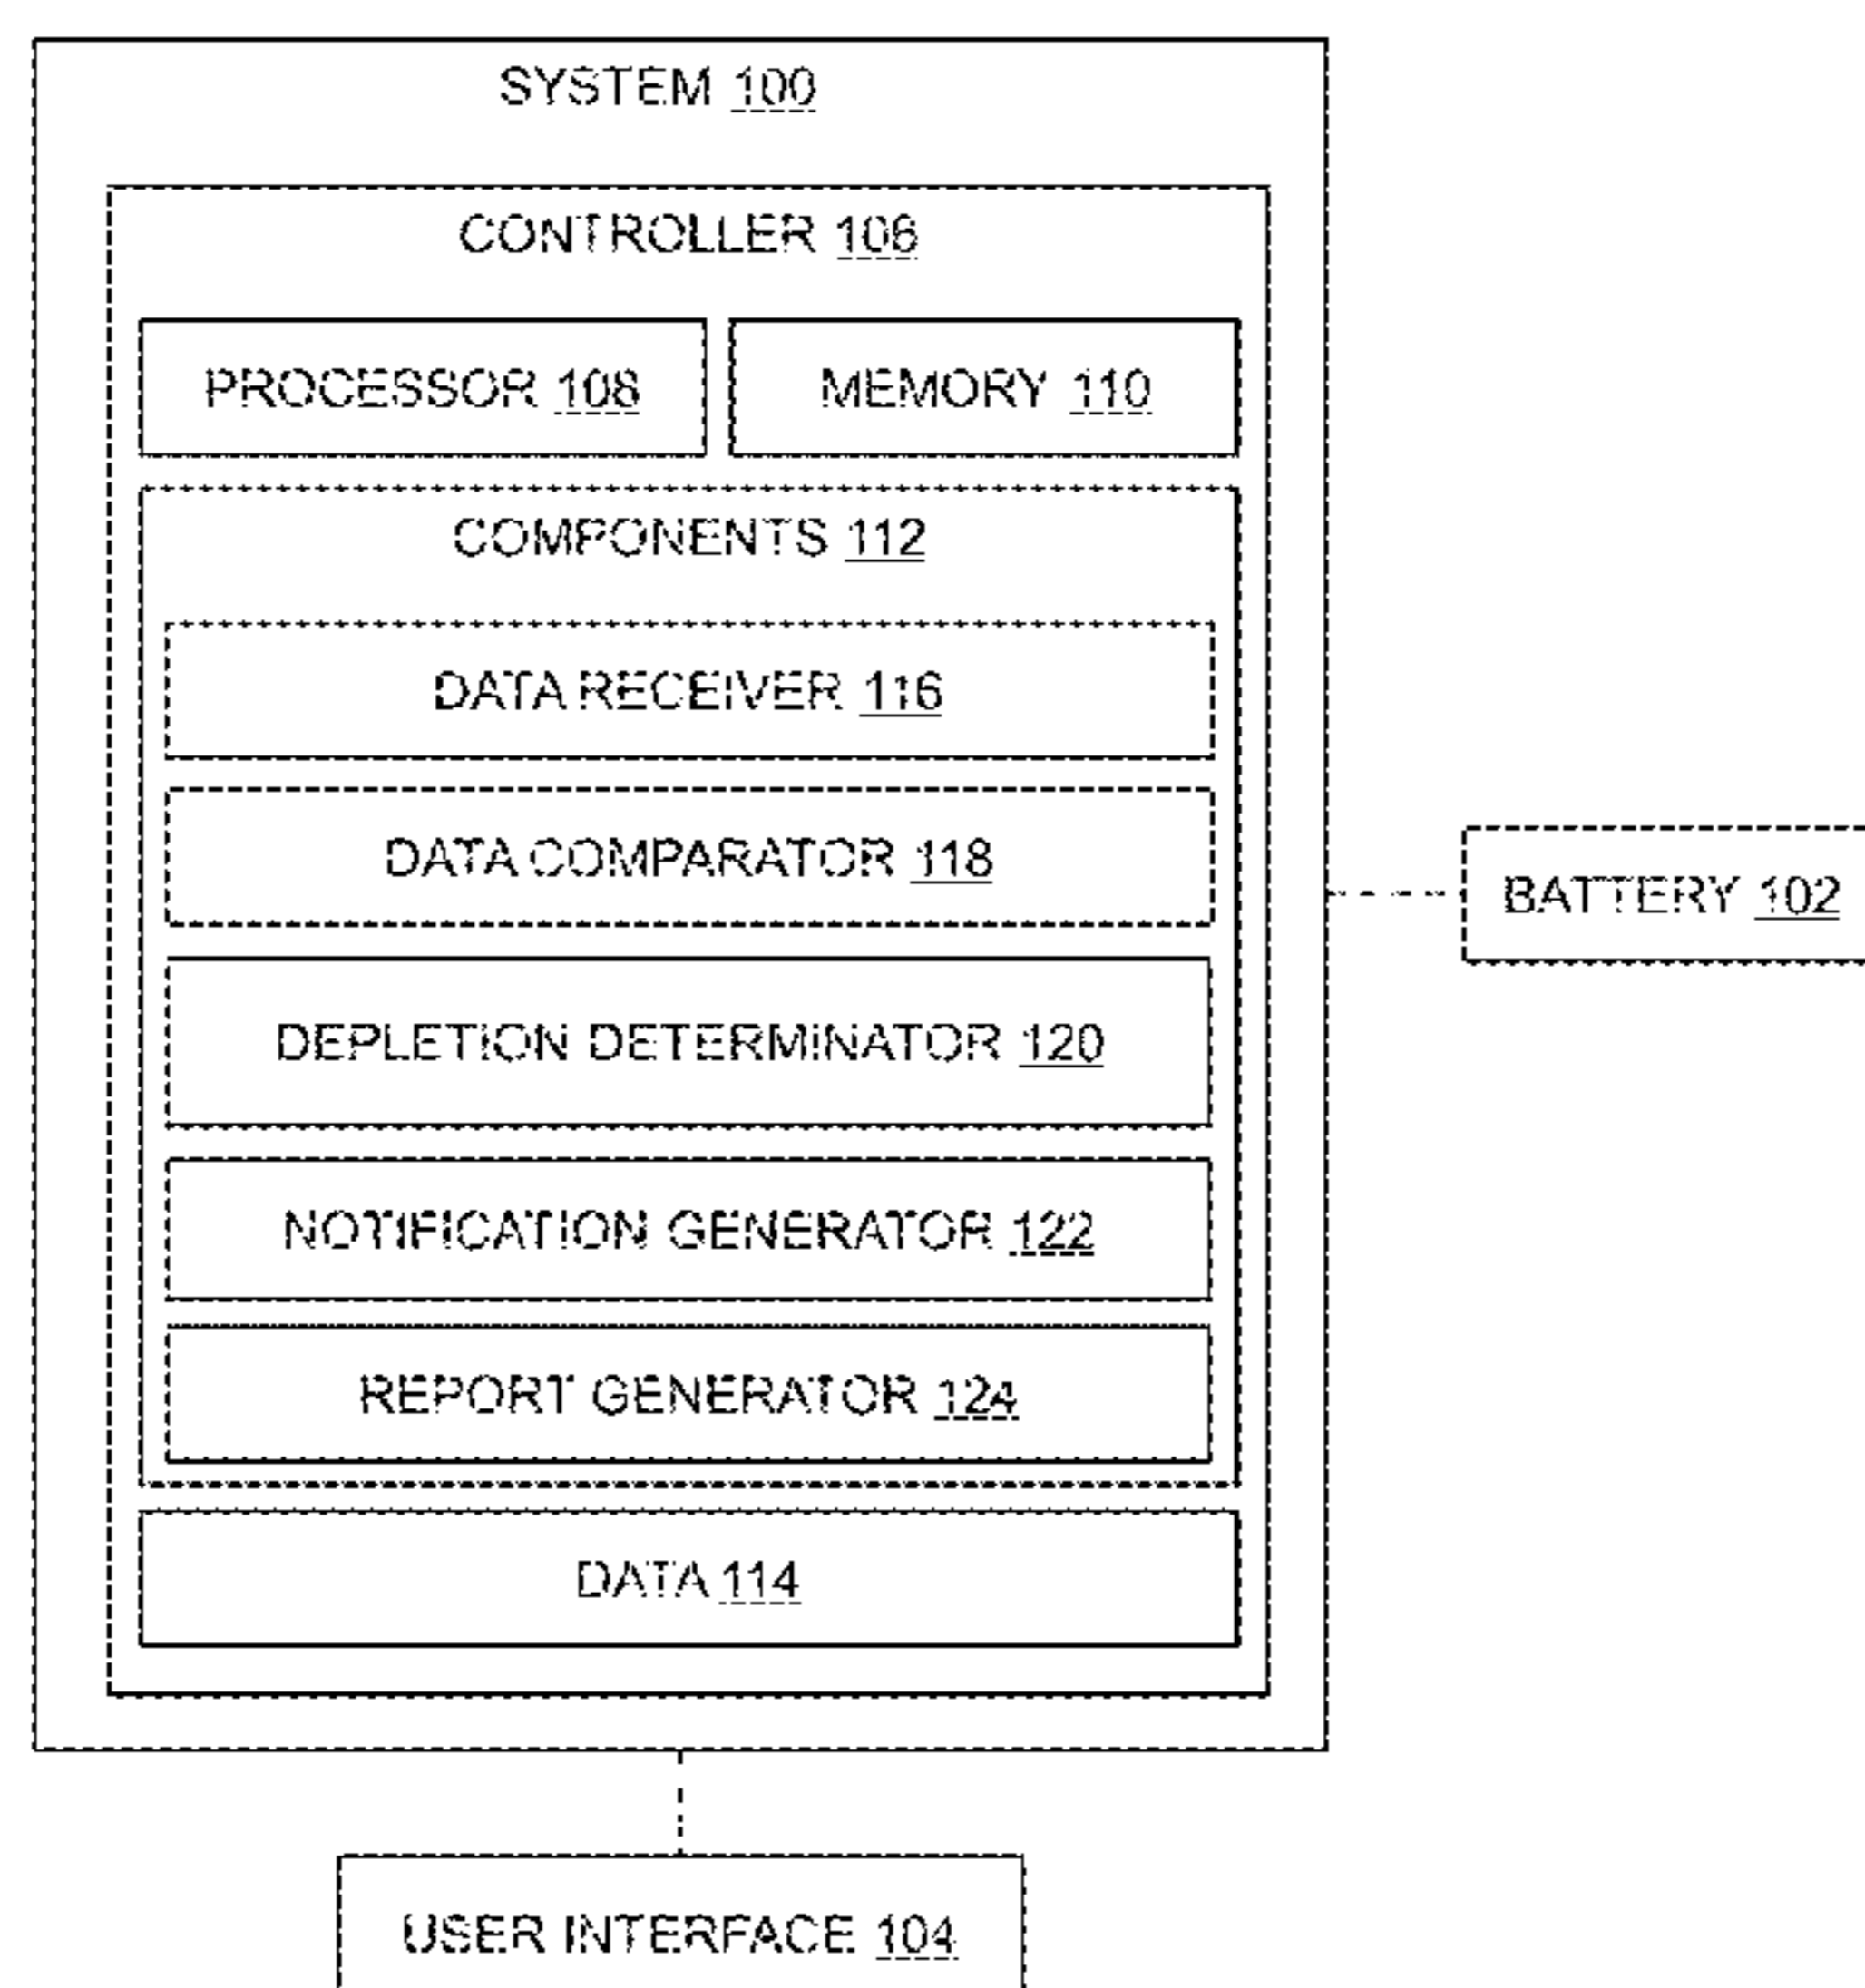 SYSTEM 100
CONTROLLER 106
PROCESSOR 108
MEMORY 110
COMPONENTS 112
DATA RECEIVER 116
DATA COMPARATOR 118
BATTERY 102
DEPLETION DETERMINATOR 120
NOTIFICATION GENERATOR 122
REPORT GENERATOR 124
DATA 114
USER INTERFACE 104